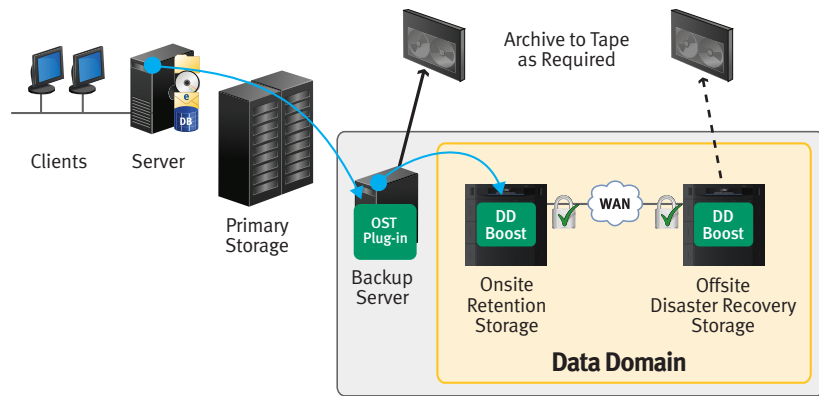 Archive to Tape
as Required
e
DB
Clients
Server
Primary
Storage
OST
Plug-in
Backup
Server
DD
Boost
WAN
DD
Boost
Onsite
Retention
Storage
Offsite
Disaster Recovery
Storage
Data Domain